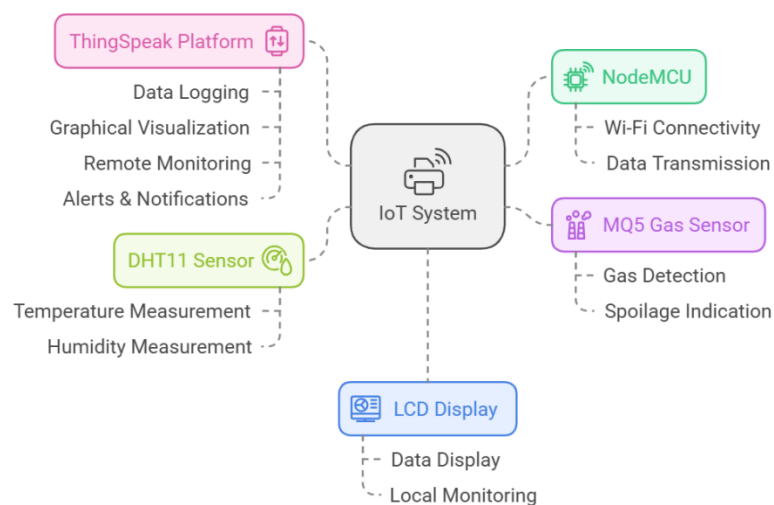 ThingSpeak Platform
Data Logging
Graphical Visualization
Remote Monitoring
Alerts & Notifications
DHT11 Sensor
Temperature Measurement
Humidity Measurement
IoT System
NodeMCU
Wi-Fi Connectivity
Data Transmission
MQ5 Gas Sensor
Gas Detection
Spoilage Indication
LCD Display
Data Display
Local Monitoring